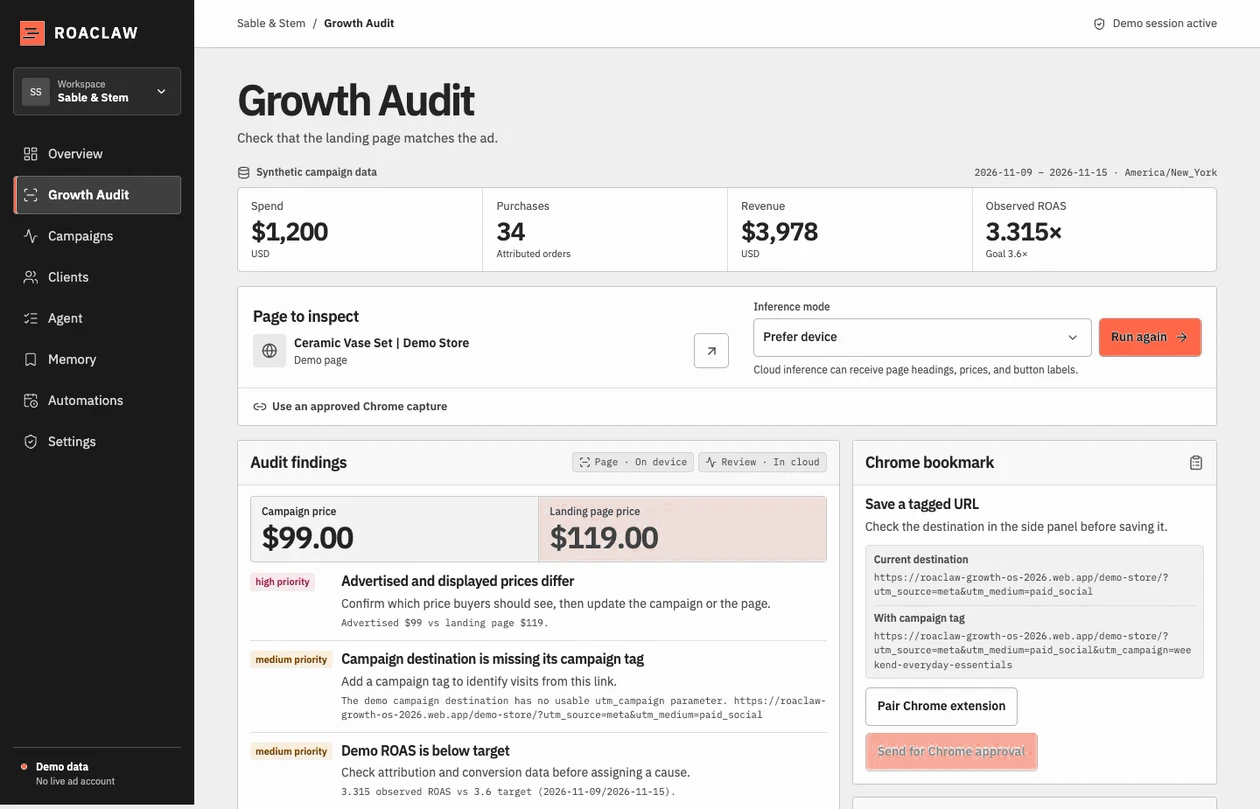 ROACLAW
SS
Workspace
Sable & Stem
Overview
Growth Audit
Campaigns
Clients
Agent
Memory
Automations
Settings
Demo data
No live ad account
Sable & Stem / Growth Audit
Demo session active
Growth Audit
Check that the landing page matches the ad.
Synthetic campaign data
2026-11-09 – 2026-11-15 · America/New_York
Spend
$1,200
USD
Purchases
34
Attributed orders
Revenue
$3,978
USD
Observed ROAS
3.315×
Goal 3.6×
Page to inspect
Ceramic Vase Set | Demo Store
Demo page
Inference mode
Prefer device
Run again
Cloud inference can receive page headings, prices, and button labels.
Use an approved Chrome capture
Audit findings
Page · On device
Review · In cloud
Campaign price
$99.00
Landing page price
$119.00
high priority
Advertised and displayed prices differ
Confirm which price buyers should see, then update the campaign or the page.
Advertised $99 vs landing page $119.
medium priority
Campaign destination is missing its campaign tag
Add a campaign tag to identify visits from this link.
The demo campaign destination has no usable utm_campaign parameter. https://roaclaw-
growth-os-2026.web.app/demo-store/?utm_source=meta&utm_medium=paid_social
medium priority
Demo ROAS is below target
Check attribution and conversion data before assigning a cause.
3.315 observed ROAS vs 3.6 target (2026-11-09/2026-11-15).
Chrome bookmark
Save a tagged URL
Check the destination in the side panel before saving it.
Current destination
https://roaclaw-growth-os-2026.web.app/demo-store/?
utm_source=meta&utm_medium=paid_social
With campaign tag
https://roaclaw-growth-os-2026.web.app/demo-store/?
utm_source=meta&utm_medium=paid_social&utm_campaign=wee
kend-everyday-essentials
Pair Chrome extension
Send for Chrome approval